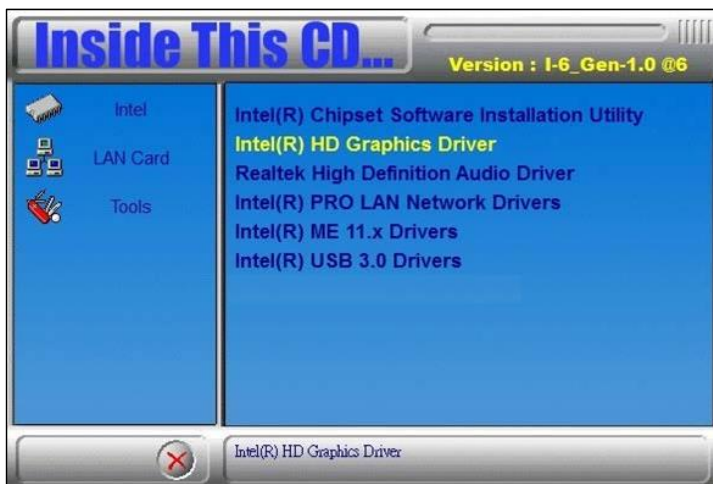 Inside This CD...
Version : I-6_Gen-1.0 @6
Intel
LAN Card
Tools
Intel(R) Chipset Software Installation Utility
Intel(R) HD Graphics Driver
Realtek High Definition Audio Driver
Intel(R) PRO LAN Network Drivers
Intel(R) ME 11.x Drivers
Intel(R) USB 3.0 Drivers
Intel(R) HD Graphics Driver